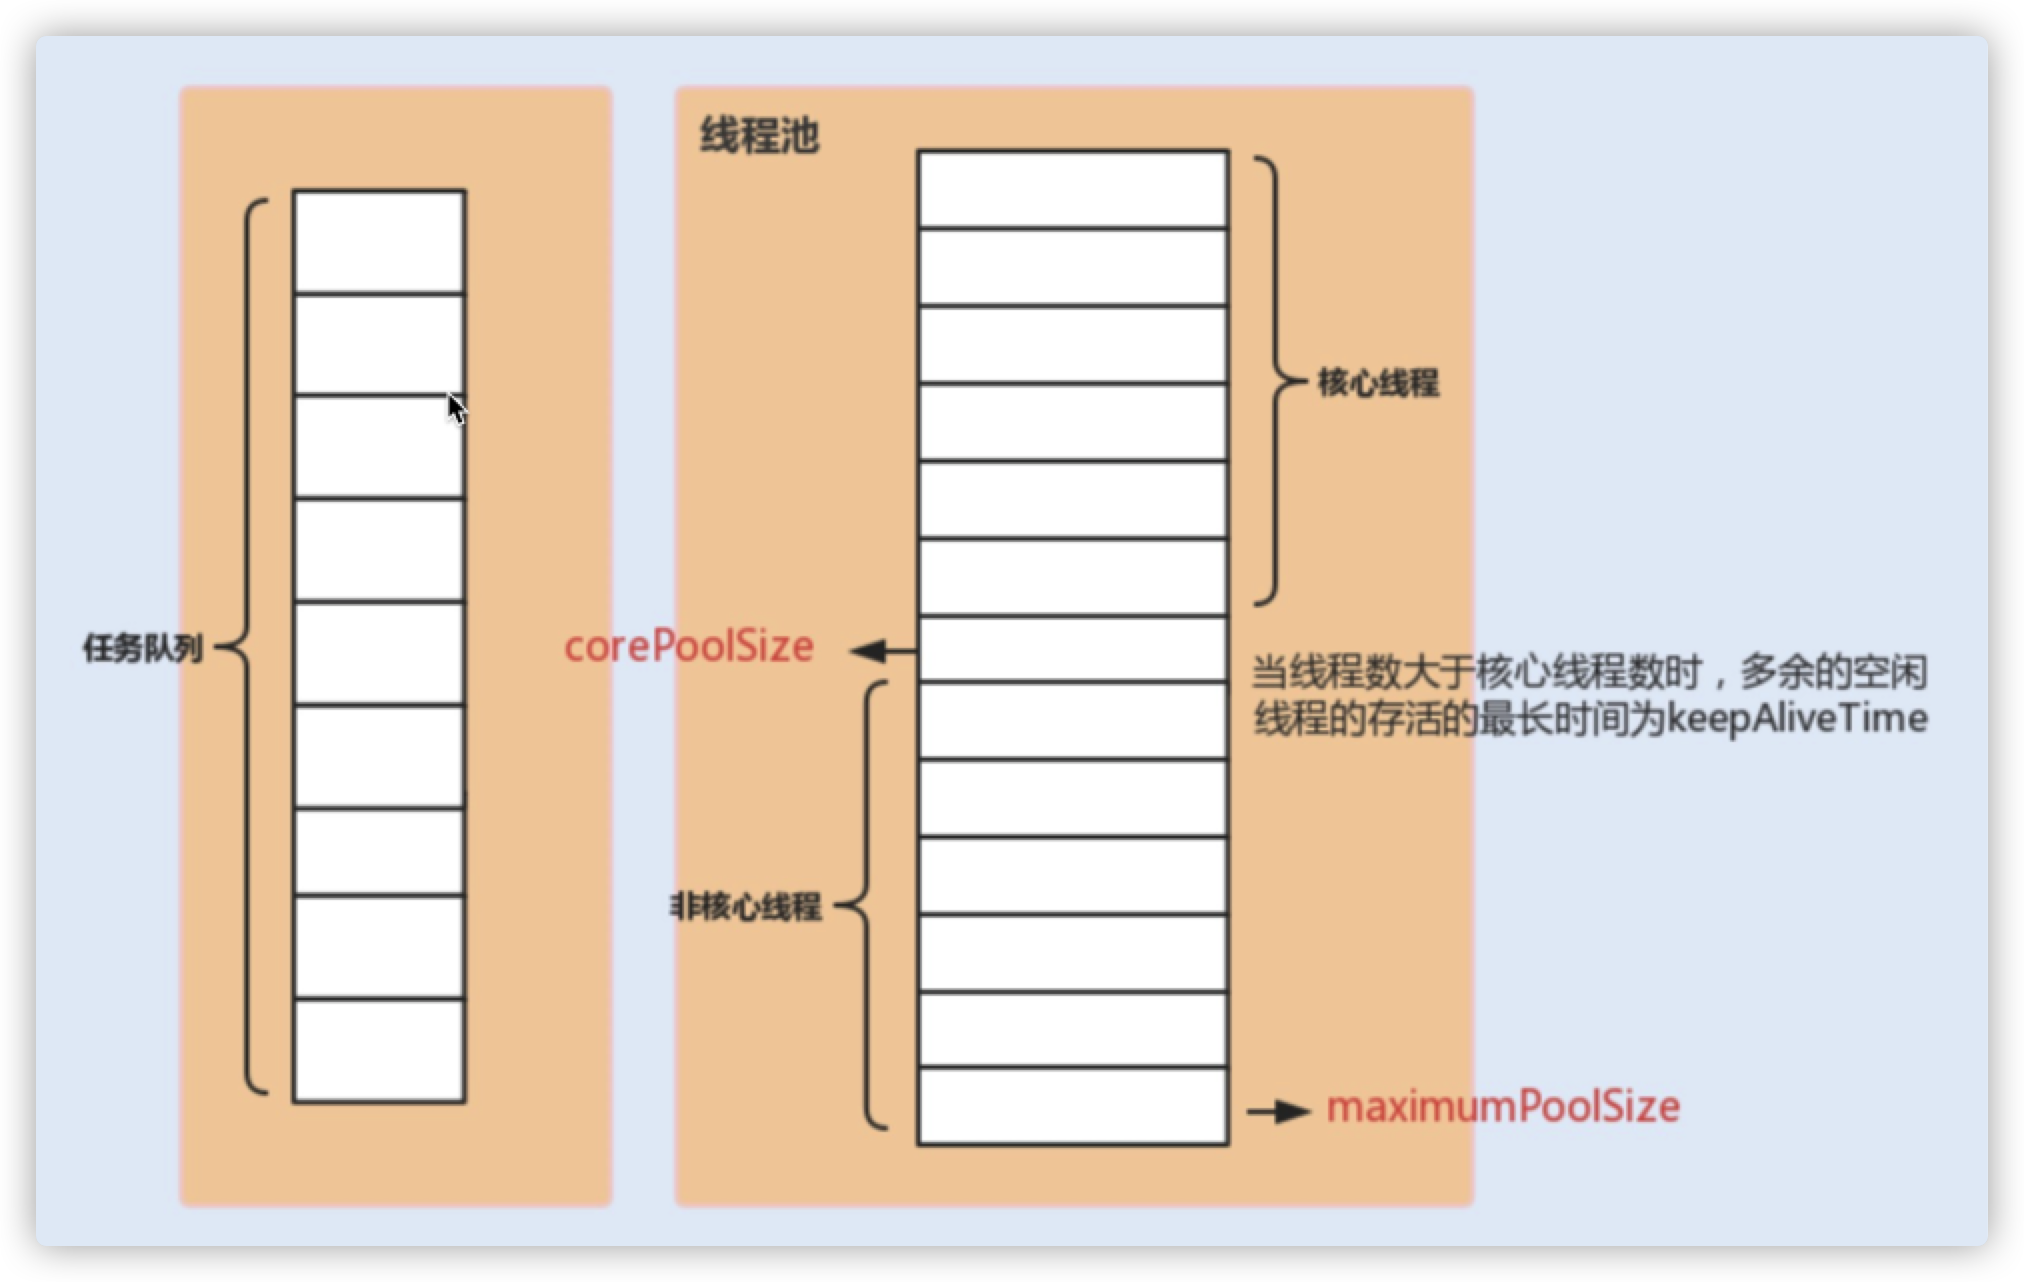 线程池
核心线程
任务队列
corePoolSize
当线程数大于核心线程数时，多余的空闲
线程的存活的最长时间为keepAliveTime
非核心线程
maximumPoolSize